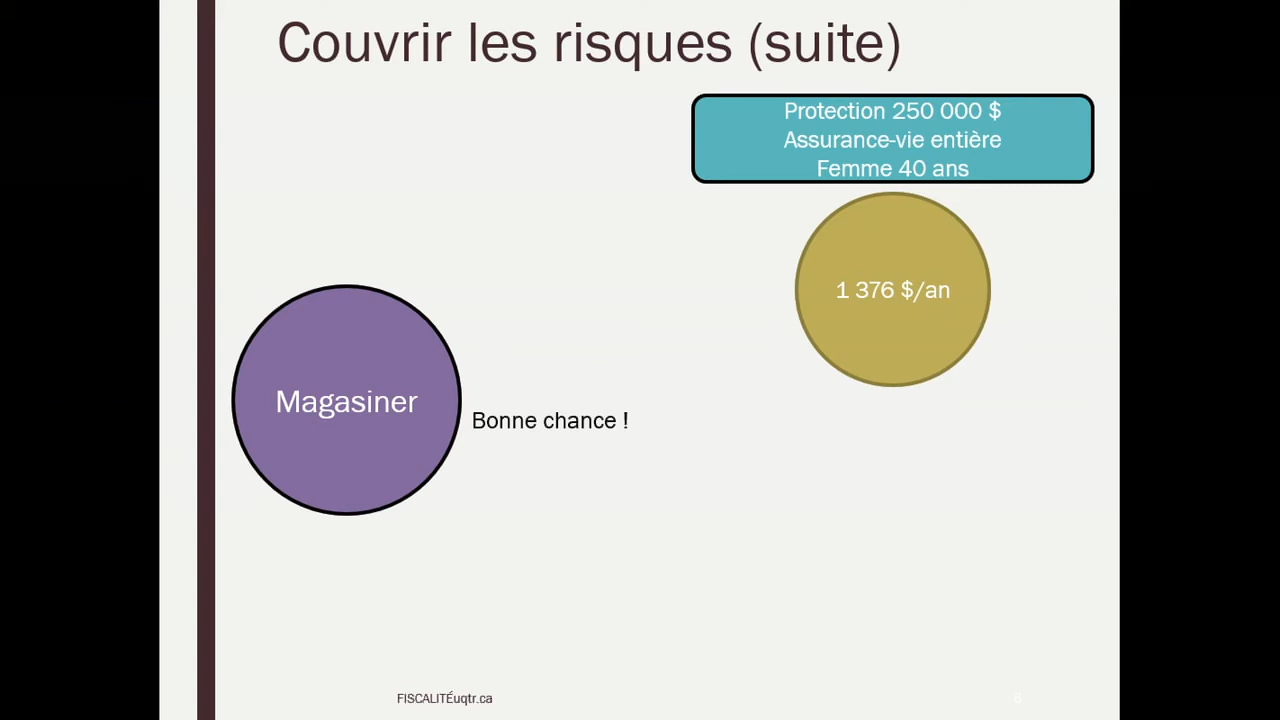 Couvrir les risques (suite)
Protection 250 000 $
Assurance-vie entière
Femme 40 ans
1 376 $/an
Magasiner
Bonne chance !
FISCALITÉuqtr.ca
6